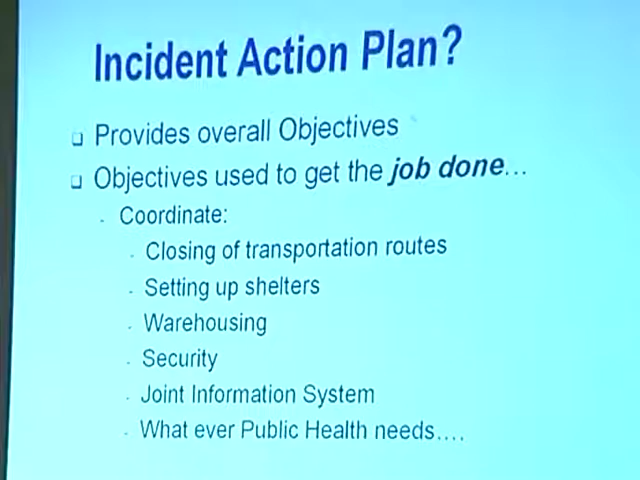 Incident Action Plan?
❑ Provides overall Objectives
❑ Objectives used to get the job done...
- Coordinate:
- Closing of transportation routes
- Setting up shelters
- Warehousing
- Security
- Joint Information System
- What ever Public Health needs....